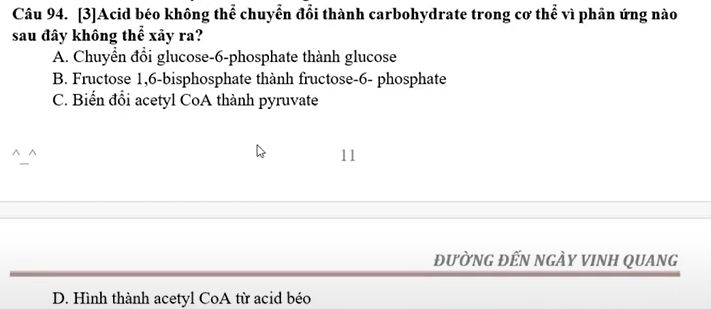 Câu 94. [3]Acid béo không thể chuyển đổi thành carbohydrate trong cơ thể vì phản ứng nào
sau đây không thể xảy ra?
A. Chuyển đổi glucose-6-phosphate thành glucose
B. Fructose 1,6-bisphosphate thành fructose-6- phosphate
C. Biến đổi acetyl CoA thành pyruvate
^_^
11
ĐƯỜNG ĐẾN NGÀY VINH QUANG
D. Hình thành acetyl CoA từ acid béo